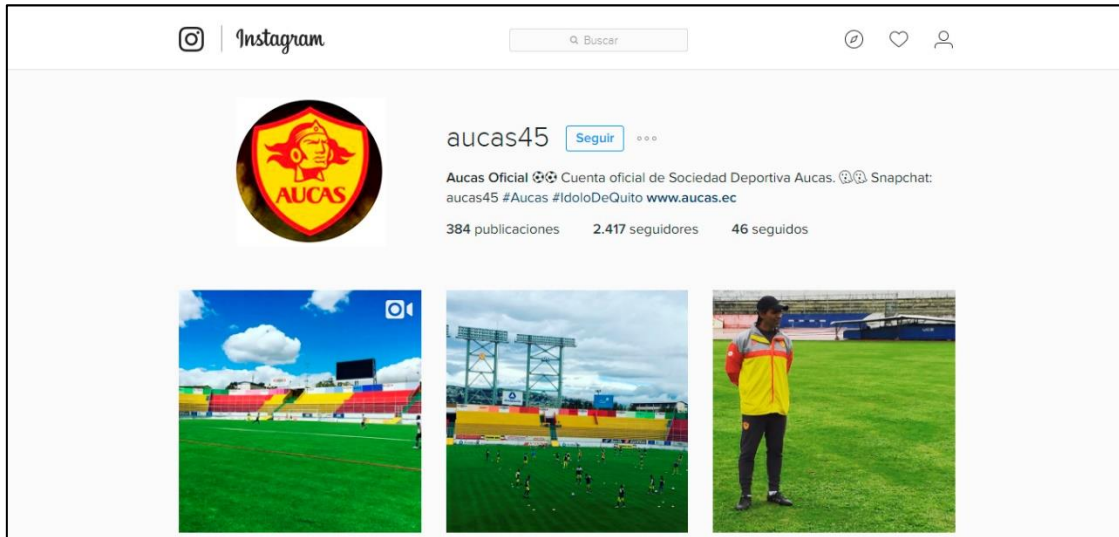 Instagram
Buscar
AUCAS
aucas45 Seguir
Aucas Oficial ⚽⚽ Cuenta oficial de Sociedad Deportiva Aucas. Snapchat:
aucas45 #Aucas #IdoloDeQuito www.aucas.ec
384 publicaciones 2.417 seguidores 46 seguidos